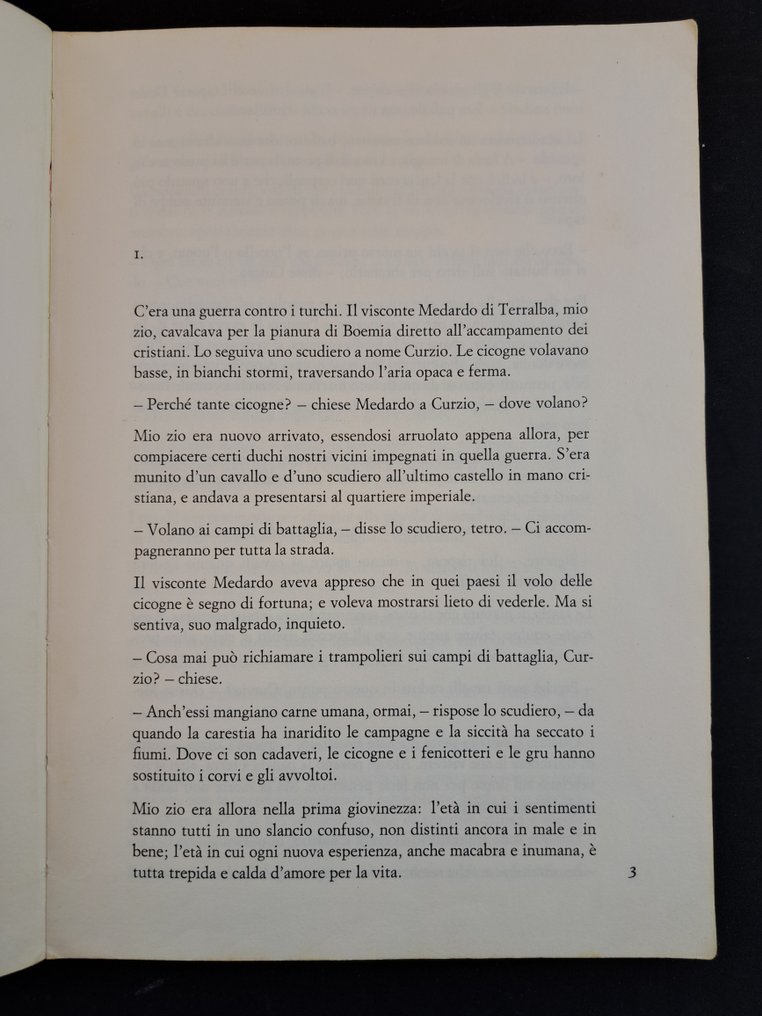 I.
C'era una guerra contro i turchi. Il visconte Medardo di Terralba, mio
zio, cavalcava per la pianura di Boemia diretto all'accampamento dei
cristiani. Lo seguiva uno scudiero a nome Curzio. Le cicogne volavano
basse, in bianchi stormi, traversando l'aria opaca e ferma.
– Perché tante cicogne? – chiese Medardo a Curzio, – dove volano?
Mio zio era nuovo arrivato, essendosi arruolato appena allora, per
compiacere certi duchi nostri vicini impegnati in quella guerra. S'era
munito d'un cavallo e d'uno scudiero all'ultimo castello in mano cri-
stiana, e andava a presentarsi al quartiere imperiale.
– Volano ai campi di battaglia, – disse lo scudiero, tetro. – Ci accom-
pagneranno per tutta la strada.
Il visconte Medardo aveva appreso che in quei paesi il volo delle
cicogne è segno di fortuna; e voleva mostrarsi lieto di vederle. Ma si
sentiva, suo malgrado, inquieto.
– Cosa mai può richiamare i trampolieri sui campi di battaglia, Cur-
zio? – chiese.
– Anch'essi mangiano carne umana, ormai, – rispose lo scudiero, – da
quando la carestia ha inaridito le campagne e la siccità ha seccato i
fiumi. Dove ci son cadaveri, le cicogne e i fenicotteri e le gru hanno
sostituito i corvi e gli avvoltoi.
Mio zio era allora nella prima giovinezza: l'età in cui i sentimenti
stanno tutti in uno slancio confuso, non distinti ancora in male e in
bene; l'età in cui ogni nuova esperienza, anche macabra e inumana, è
tutta trepida e calda d'amore per la vita.
3